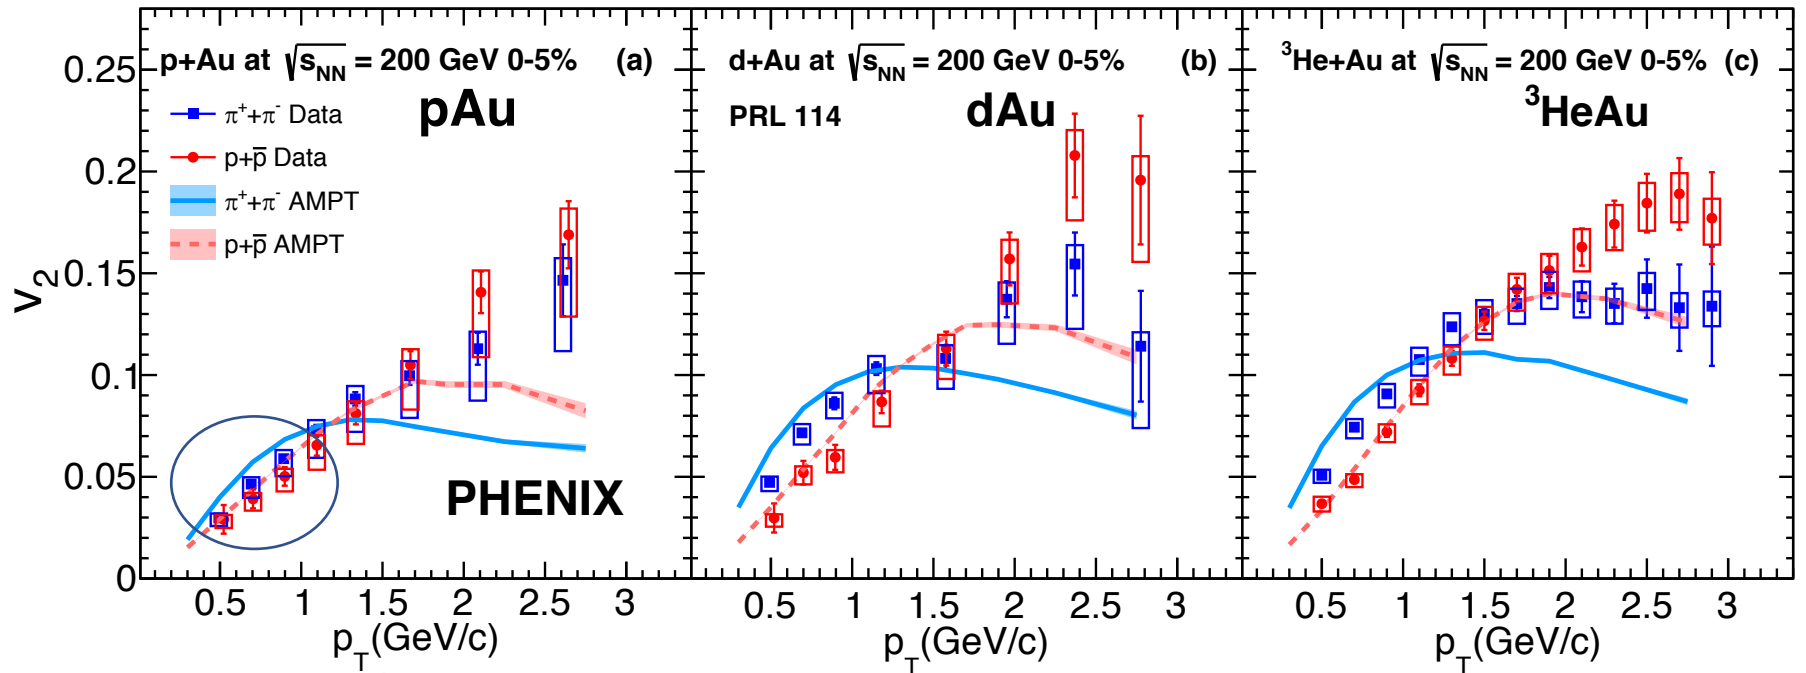 p+Au at √sNN = 200 GeV 0-5% (a)
pAu
π⁺+π⁻ Data
p+p̅ Data
π⁺+π⁻ AMPT
p+p̅ AMPT
PHENIX
d+Au at √sNN = 200 GeV 0-5% (b)
PRL 114
dAu
³He+Au at √sNN = 200 GeV 0-5% (c)
³HeAu
v₂
0.25
0.2
0.15
0.1
0.05
0
0.5 1 1.5 2 2.5 3
0.5 1 1.5 2 2.5 3
0.5 1 1.5 2 2.5 3
pT(GeV/c)
pT(GeV/c)
pT(GeV/c)